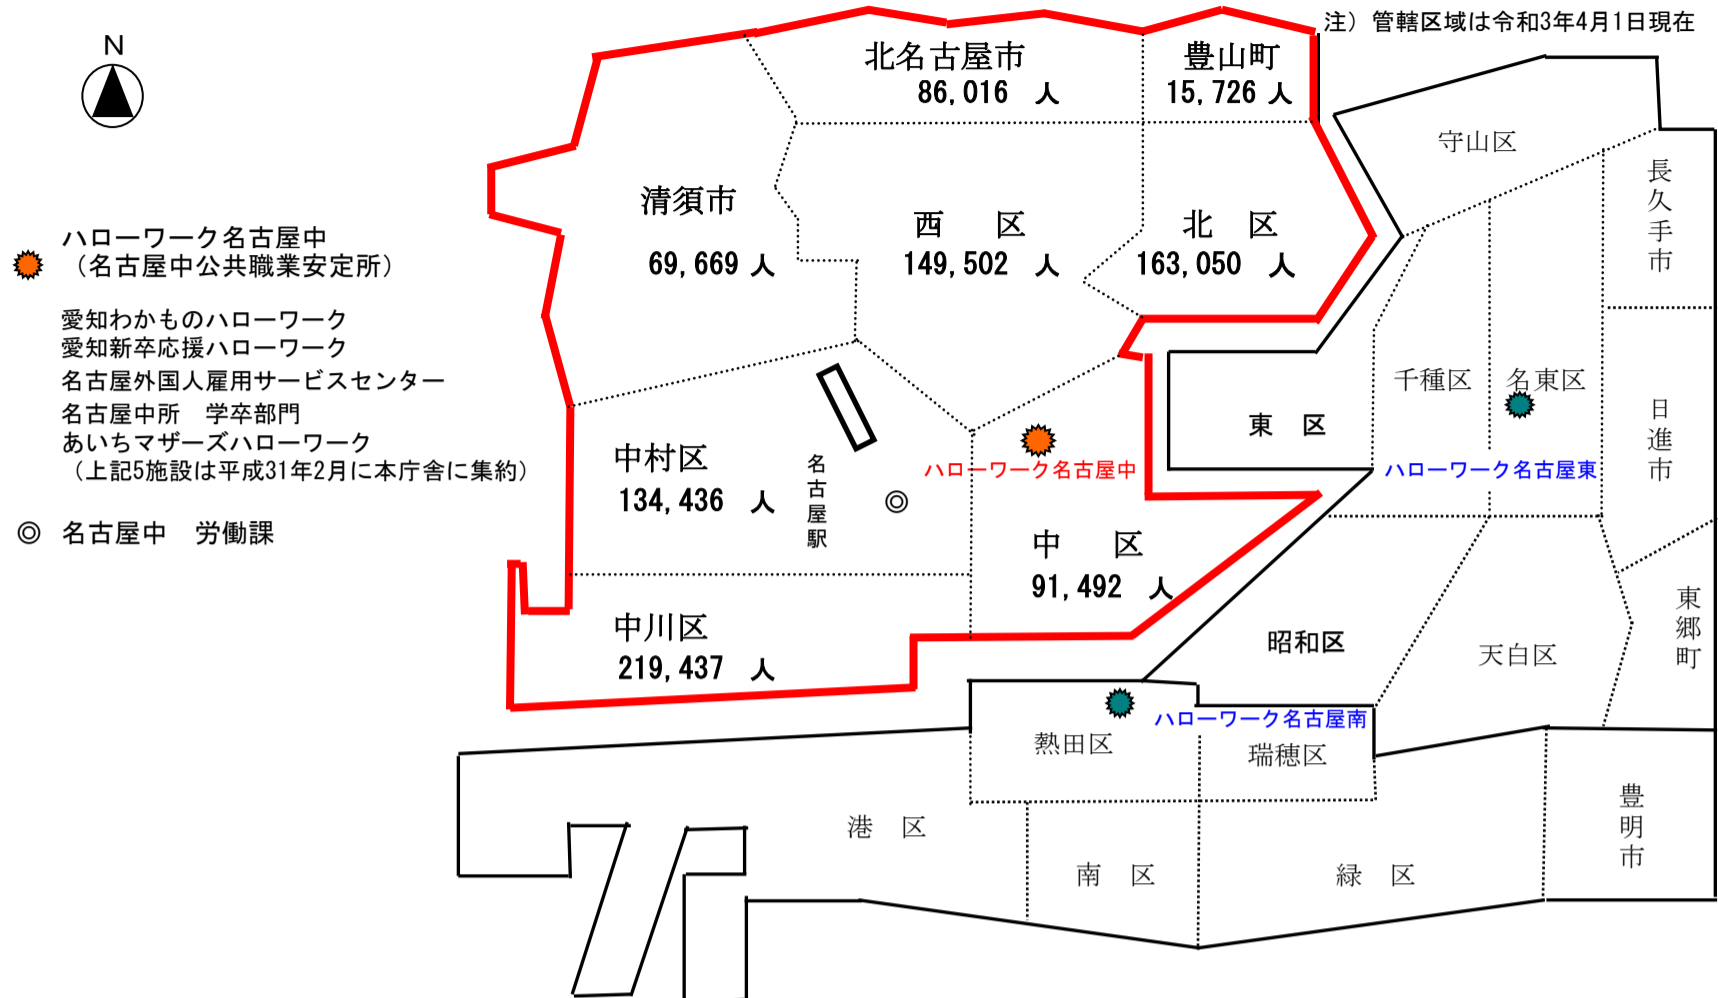 注）管轄区域は令和3年4月1日現在
N
北名古屋市
86,016 人
豊山町
15,726 人
守山区
長久手市
清須市
69,669 人
西 区
149,502 人
北 区
163,050 人
ハローワーク名古屋中
（名古屋中公共職業安定所）
愛知わかものハローワーク
愛知新卒応援ハローワーク
名古屋外国人雇用サービスセンター
名古屋中所 学卒部門
あいちマザーズハローワーク
（上記5施設は平成31年2月に本庁舎に集約）
◎ 名古屋中 労働課
千種区
名東区
日進市
東 区
中村区
134,436 人
名古屋駅
◎
ハローワーク名古屋中
ハローワーク名古屋東
中 区
91,492 人
中川区
219,437 人
昭和区
天白区
東郷町
ハローワーク名古屋南
熱田区
瑞穂区
港 区
南 区
緑 区
豊明市